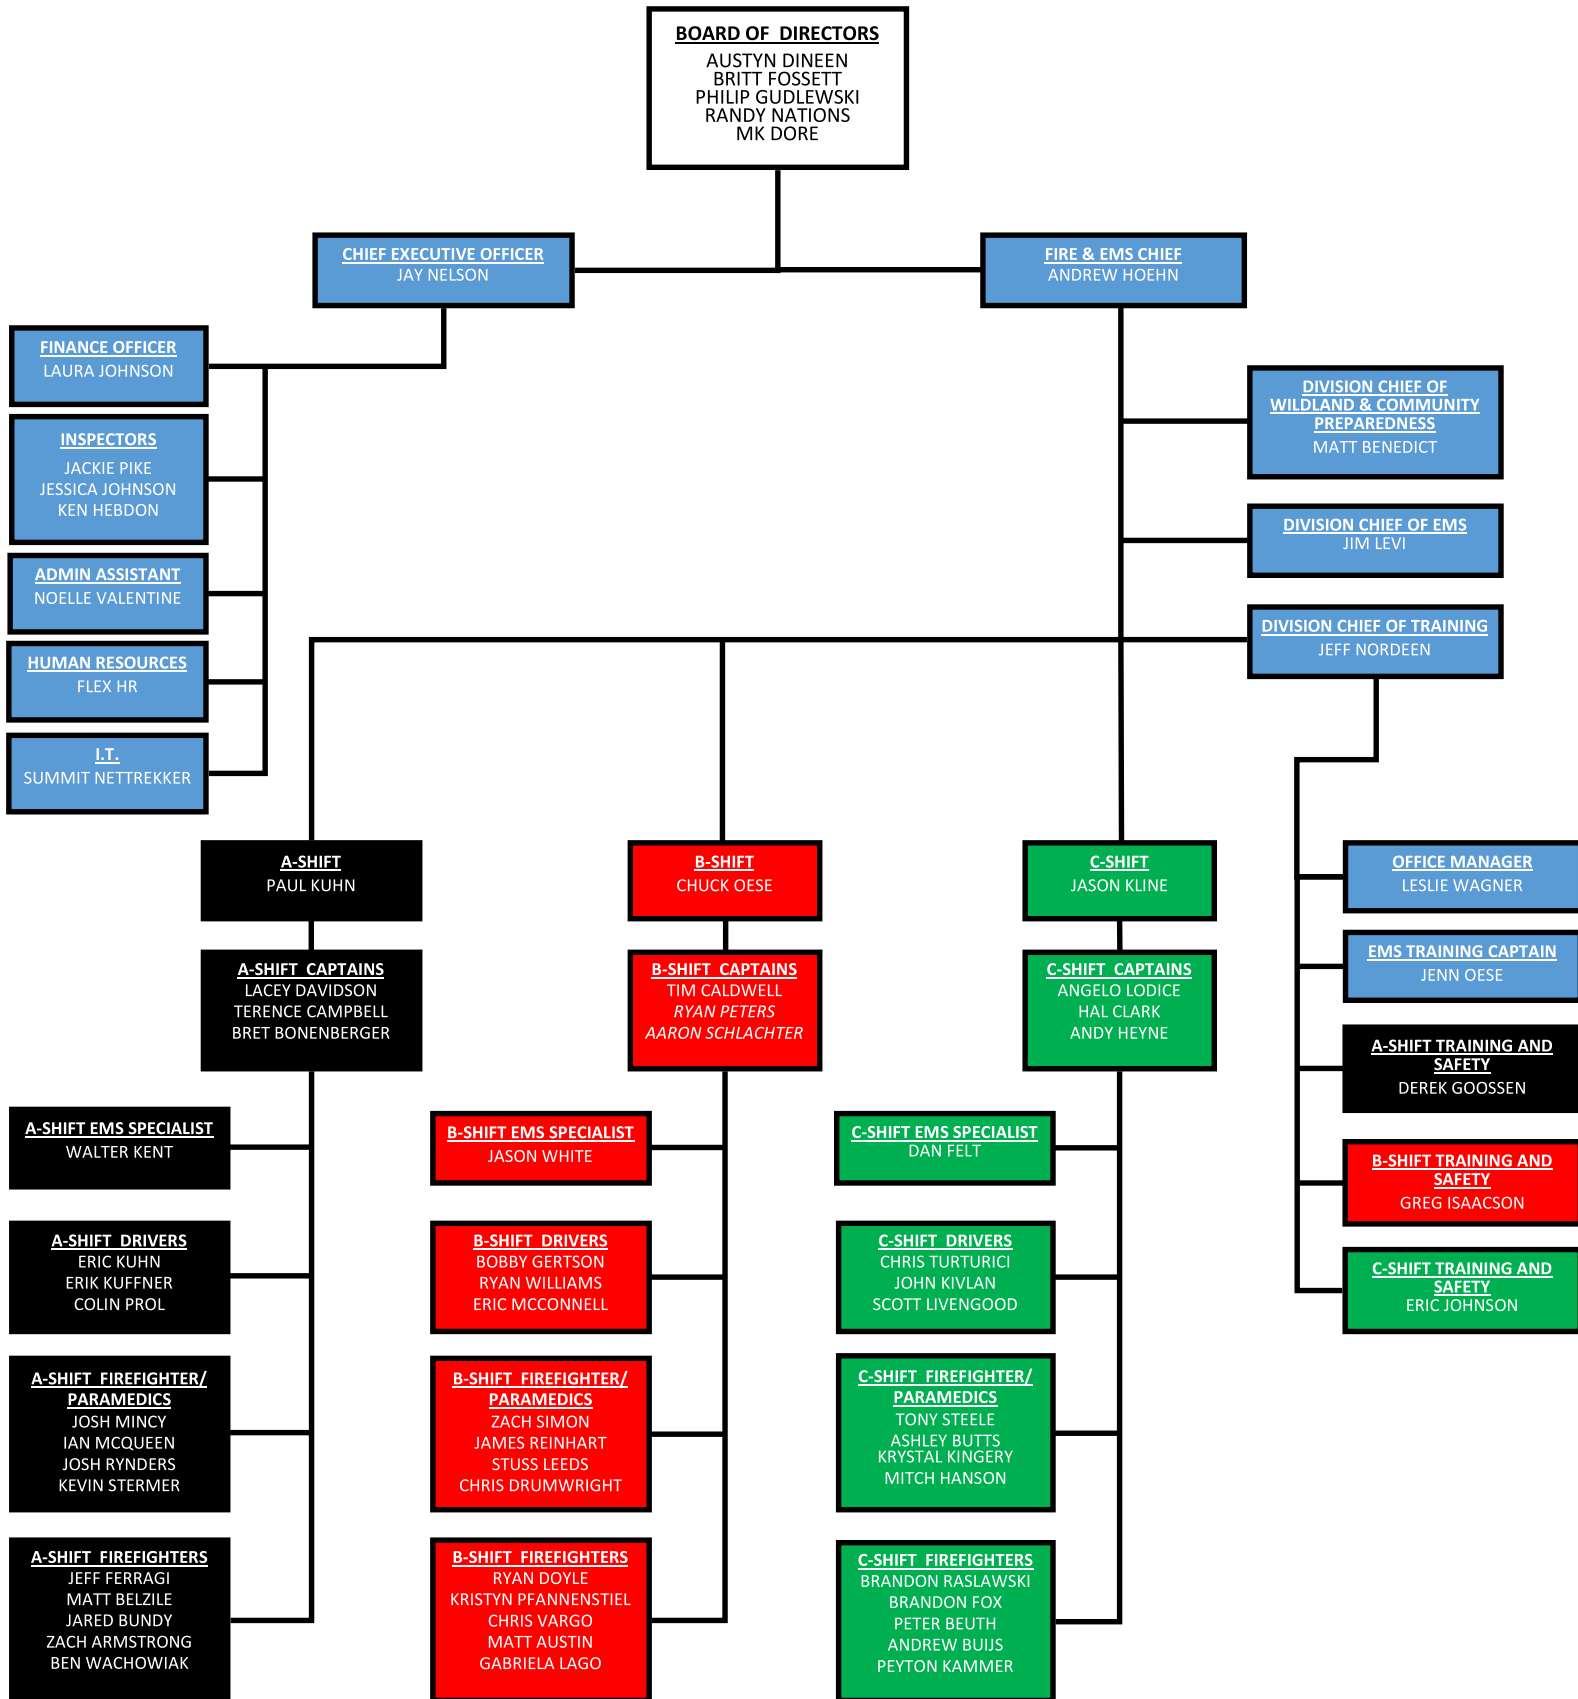 BOARD OF DIRECTORS
AUSTYN DINEEN
BRITT FOSSETT
PHILIP GUDLEWSKI
RANDY NATIONS
MK DORE
CHIEF EXECUTIVE OFFICER
JAY NELSON
FIRE & EMS CHIEF
ANDREW HOEHN
FINANCE OFFICER
LAURA JOHNSON
INSPECTORS
JACKIE PIKE
JESSICA JOHNSON
KEN HEBDON
ADMIN ASSISTANT
NOELLE VALENTINE
HUMAN RESOURCES
FLEX HR
I.T.
SUMMIT NETTREKKER
DIVISION CHIEF OF
WILDLAND & COMMUNITY
PREPAREDNESS
MATT BENEDICT
DIVISION CHIEF OF EMS
JIM LEVI
DIVISION CHIEF OF TRAINING
JEFF NORDEEN
A-SHIFT
PAUL KUHN
A-SHIFT CAPTAINS
LACEY DAVIDSON
TERENCE CAMPBELL
BRET BONENBERGER
A-SHIFT EMS SPECIALIST
WALTER KENT
A-SHIFT DRIVERS
ERIC KUHN
ERIK KUFFNER
COLIN PROL
A-SHIFT FIREFIGHTER/
PARAMEDICS
JOSH MINCY
IAN MCQUEEN
JOSH RYNDERS
KEVIN STERMER
A-SHIFT FIREFIGHTERS
JEFF FERRAGI
MATT BELZILE
JARED BUNDY
ZACH ARMSTRONG
BEN WACHOWIAK
B-SHIFT
CHUCK OESE
B-SHIFT CAPTAINS
TIM CALDWELL
RYAN PETERS
AARON SCHLACHTER
B-SHIFT EMS SPECIALIST
JASON WHITE
B-SHIFT DRIVERS
BOBBY GERTSON
RYAN WILLIAMS
ERIC MCCONNELL
B-SHIFT FIREFIGHTER/
PARAMEDICS
ZACH SIMON
JAMES REINHART
STUSS LEEDS
CHRIS DRUMWRIGHT
B-SHIFT FIREFIGHTERS
RYAN DOYLE
KRISTYN PFANNENSTIEL
CHRIS VARGO
MATT AUSTIN
GABRIELA LAGO
C-SHIFT
JASON KLINE
C-SHIFT CAPTAINS
ANGELO LODICE
HAL CLARK
ANDY HEYNE
C-SHIFT EMS SPECIALIST
DAN FELT
C-SHIFT DRIVERS
CHRIS TURTURICI
JOHN KIVLAN
SCOTT LIVENGOOD
C-SHIFT FIREFIGHTER/
PARAMEDICS
TONY STEELE
ASHLEY BUTTS
KRYSTAL KINGERY
MITCH HANSON
C-SHIFT FIREFIGHTERS
BRANDON RASLAWSKI
BRANDON FOX
PETER BEUTH
ANDREW BUIJS
PEYTON KAMMER
OFFICE MANAGER
LESLIE WAGNER
EMS TRAINING CAPTAIN
JENN OESE
A-SHIFT TRAINING AND
SAFETY
DEREK GOOSSEN
B-SHIFT TRAINING AND
SAFETY
GREG ISAACSON
C-SHIFT TRAINING AND
SAFETY
ERIC JOHNSON